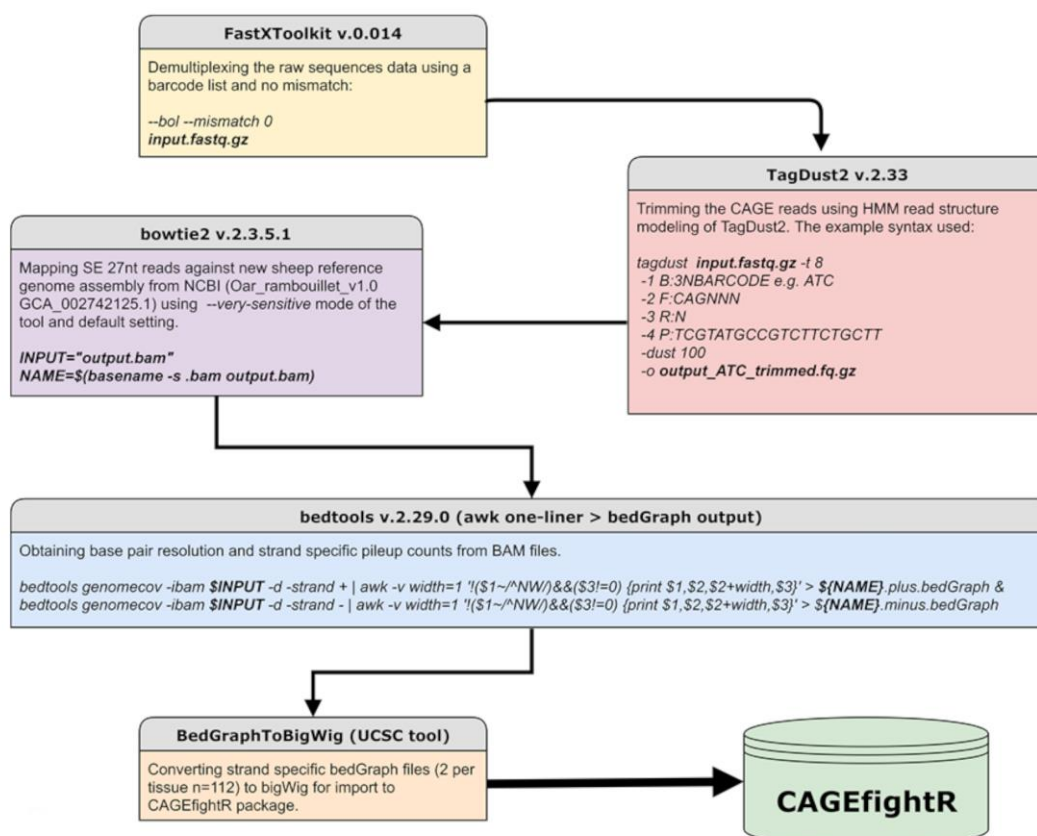 FastXToolkit v.0.014
Demultiplexing the raw sequences data using a
barcode list and no mismatch:
--bol --mismatch 0
input.fastq.gz
TagDust2 v.2.33
Trimming the CAGE reads using HMM read structure
modeling of TagDust2. The example syntax used:
tagdust input.fastq.gz -t 8
-1 B:3NBARCODE e.g. ATC
-2 F:CAGNNN
-3 R:N
-4 P:TCGTATGCCGTCTTCTGCTT
-dust 100
-o output_ATC_trimmed.fq.gz
bowtie2 v.2.3.5.1
Mapping SE 27nt reads against new sheep reference
genome assembly from NCBI (Oar_rambouillet_v1.0
GCA_002742125.1) using --very-sensitive mode of the
tool and default setting.
INPUT="output.bam"
NAME=$(basename -s .bam output.bam)
bedtools v.2.29.0 (awk one-liner > bedGraph output)
Obtaining base pair resolution and strand specific pileup counts from BAM files.
bedtools genomecov -ibam $INPUT -d -strand + | awk -v width=1 '!($1~/^NW/)&&($3!=0) {print $1,$2,$2+width,$3}' > ${NAME}.plus.bedGraph &
bedtools genomecov -ibam $INPUT -d -strand - | awk -v width=1 '!($1~/^NW/)&&($3!=0) {print $1,$2,$2+width,$3}' > ${NAME}.minus.bedGraph
BedGraphToBigWig (UCSC tool)
Converting strand specific bedGraph files (2 per
tissue n=112) to bigWig for import to
CAGEfightR package.
CAGEfightR